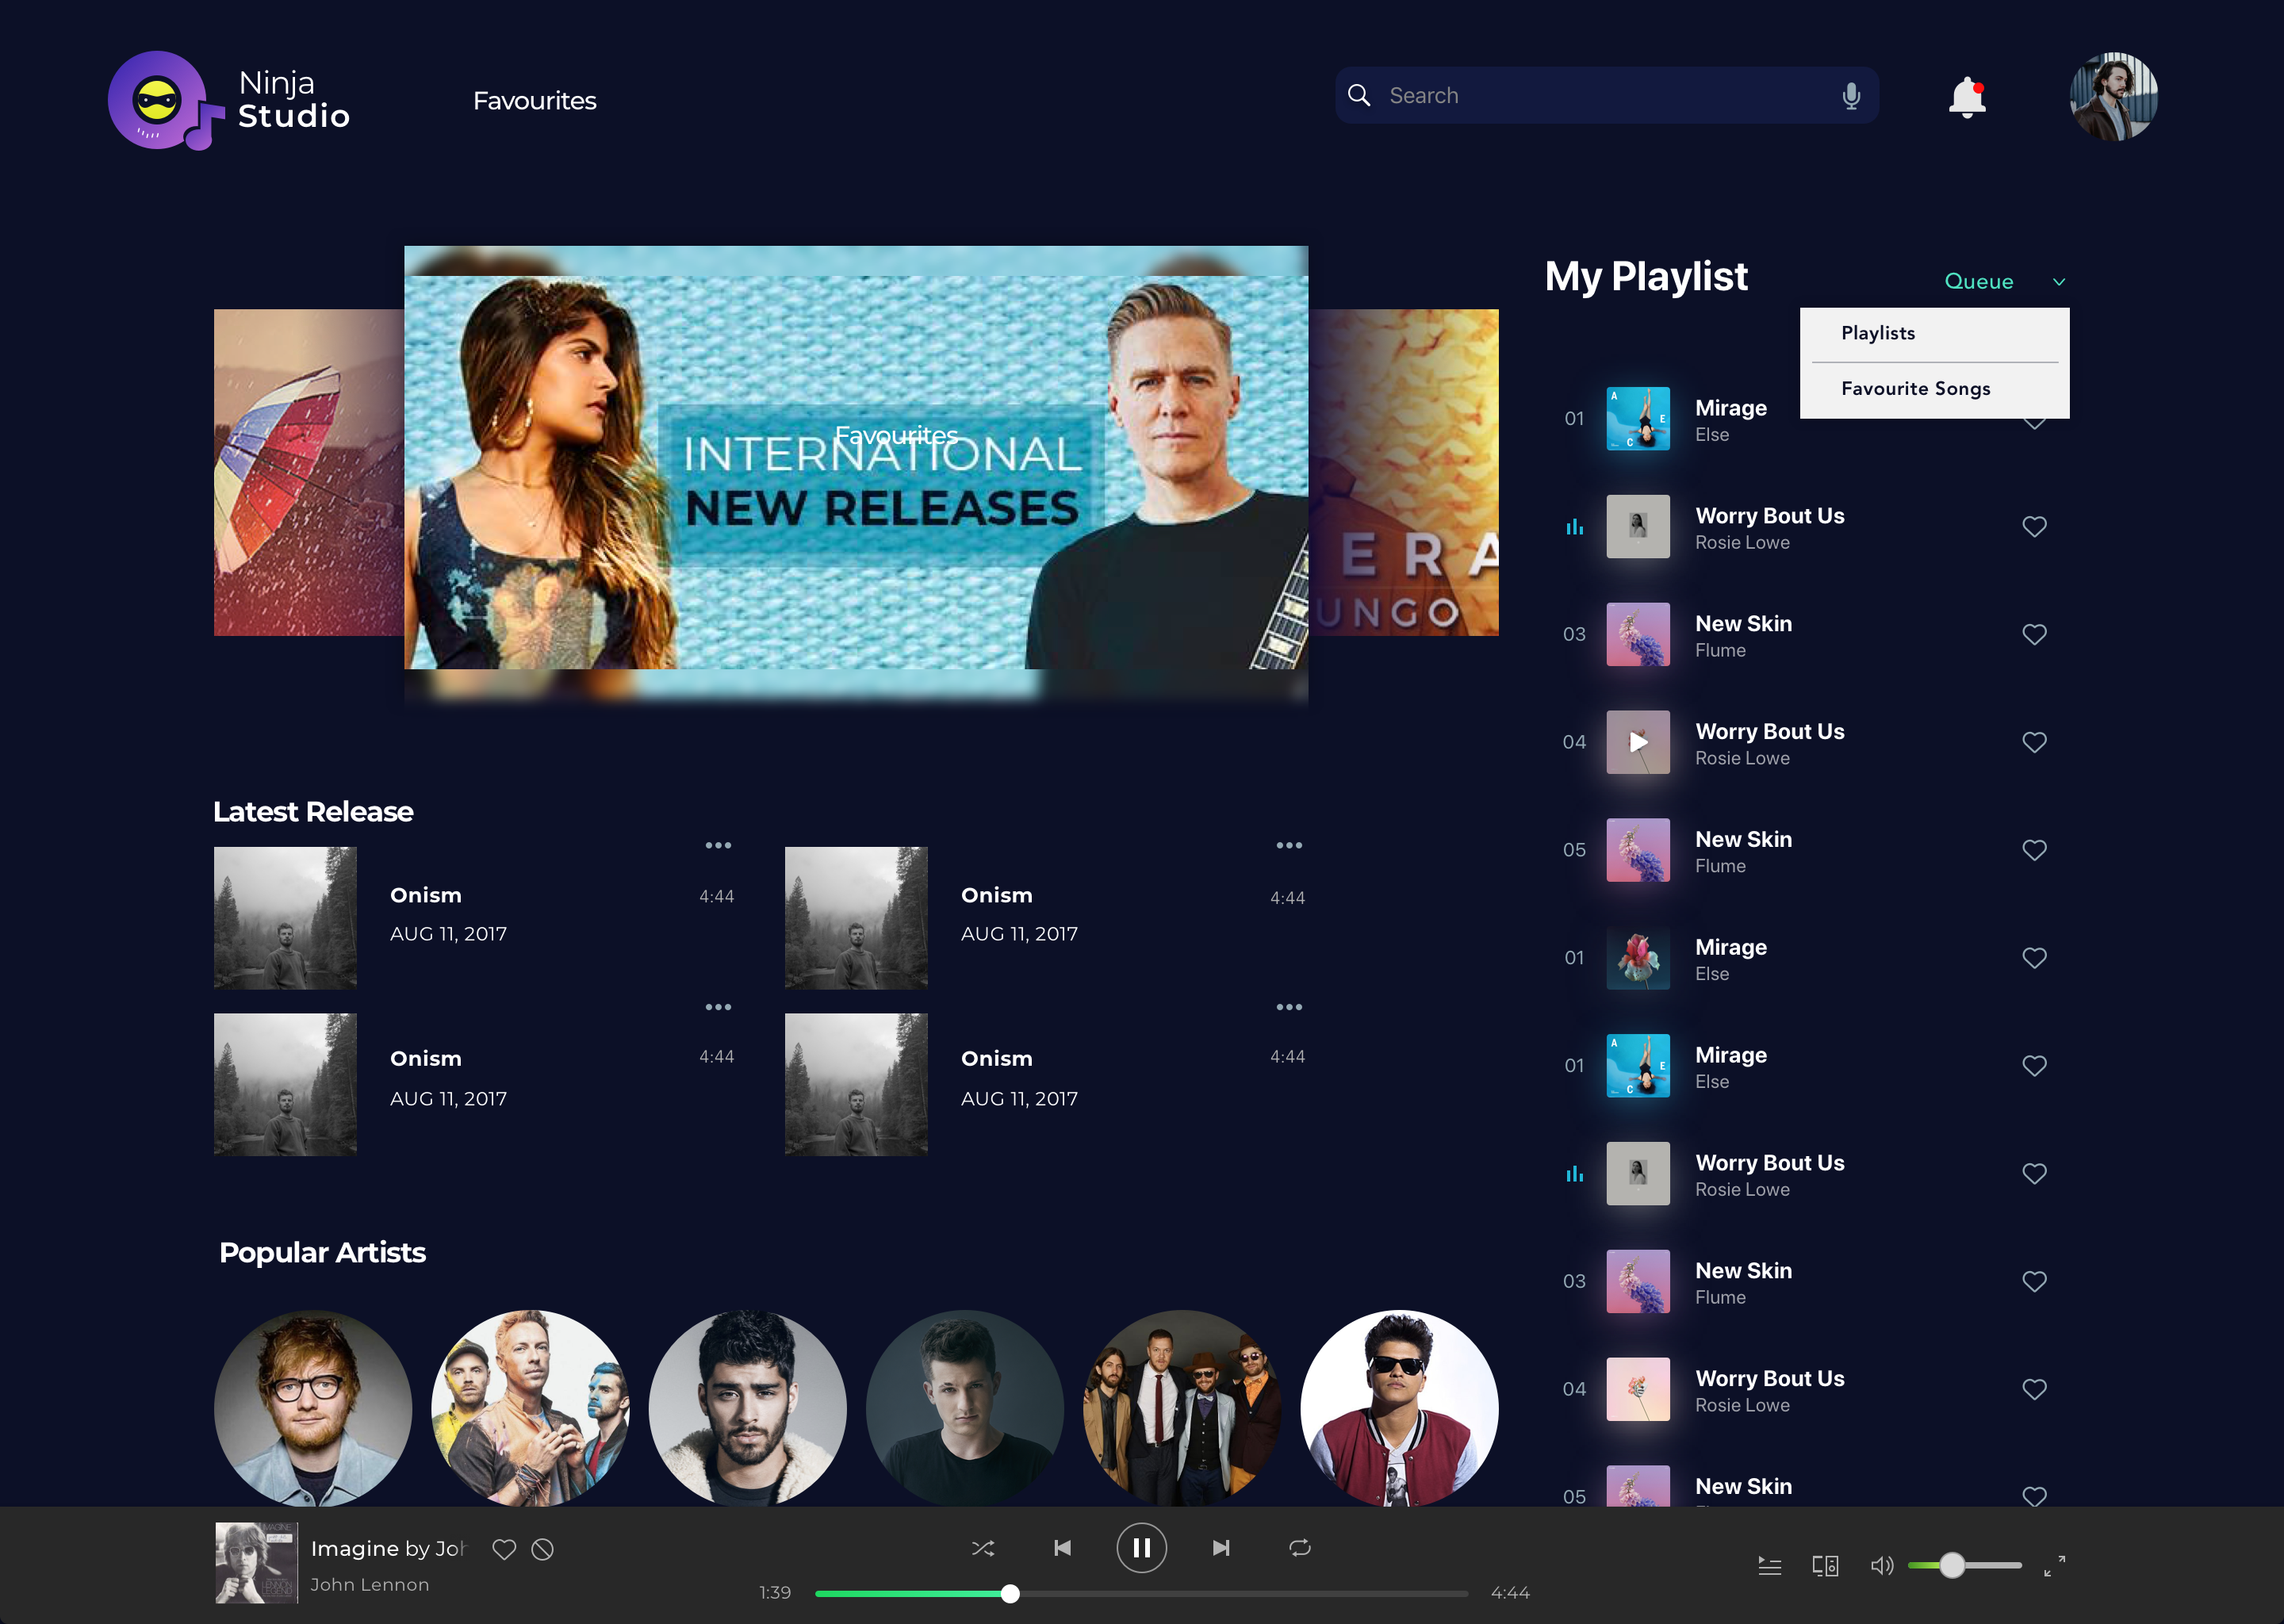 Ninja
Studio
Favourites
Search
My Playlist
Queue
Playlists
Favourite Songs
Favourites
INTERNATIONAL
NEW RELEASES
ERA
UNGO
01
A
E
C
Mirage
Else
Worry Bout Us
Rosie Lowe
03
New Skin
Flume
04
Worry Bout Us
Rosie Lowe
05
New Skin
Flume
01
Mirage
Else
01
A
E
C
Mirage
Else
Worry Bout Us
Rosie Lowe
03
New Skin
Flume
04
Worry Bout Us
Rosie Lowe
05
New Skin
Latest Release
Onism
4:44
AUG 11, 2017
Onism
4:44
AUG 11, 2017
Onism
4:44
AUG 11, 2017
Onism
4:44
AUG 11, 2017
Popular Artists
IMAGINE
Imagine by Joh
John Lennon
1:39
4:44